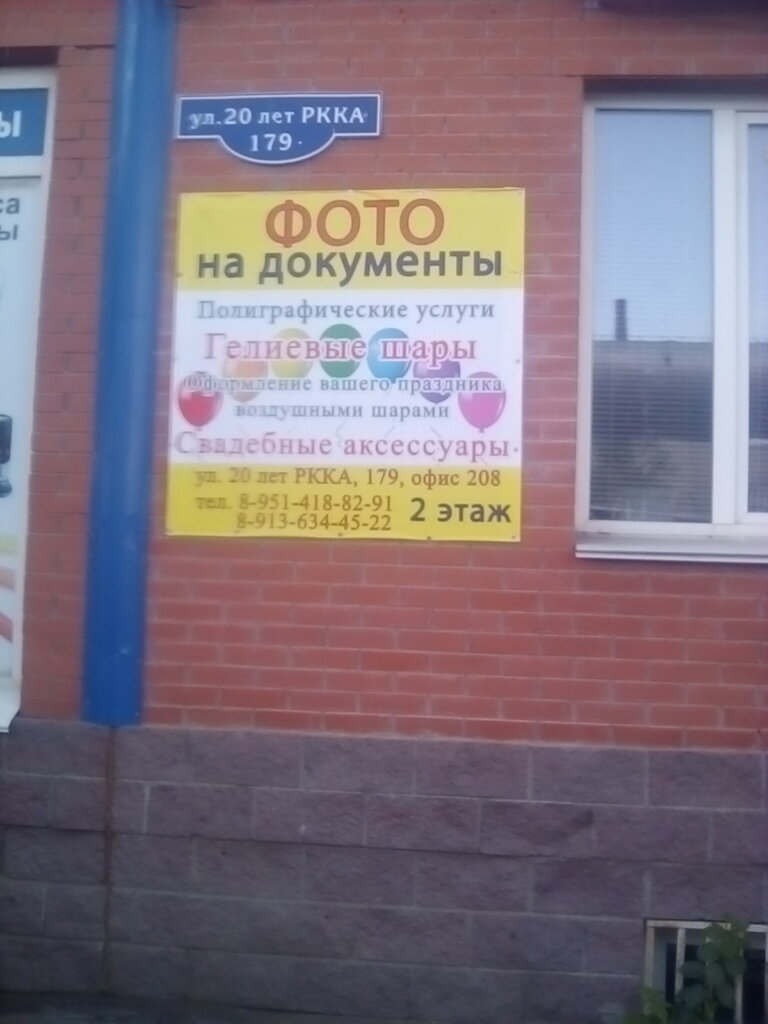 ы
са
ы
ул.20 лет РККА
179
ФОТО
на документы
Полиграфические услуги
Гелиевые шары
Оформление вашего праздника
воздушными шарами
Свадебные аксессуары
ул. 20 лет РККА, 179, офис 208
тел. 8-951-418-82-91
8-913-634-45-22
2 этаж